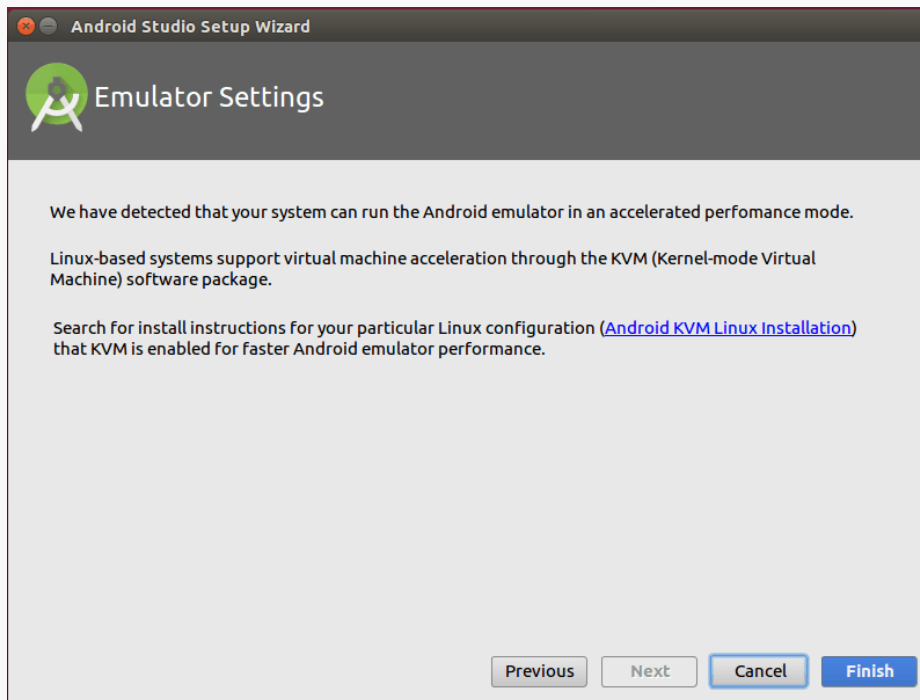 Android Studio Setup Wizard
Emulator Settings
We have detected that your system can run the Android emulator in an accelerated perfomance mode.
Linux-based systems support virtual machine acceleration through the KVM (Kernel-mode Virtual
Machine) software package.
Search for install instructions for your particular Linux configuration (Android KVM Linux Installation)
that KVM is enabled for faster Android emulator performance.
Previous
Next
Cancel
Finish